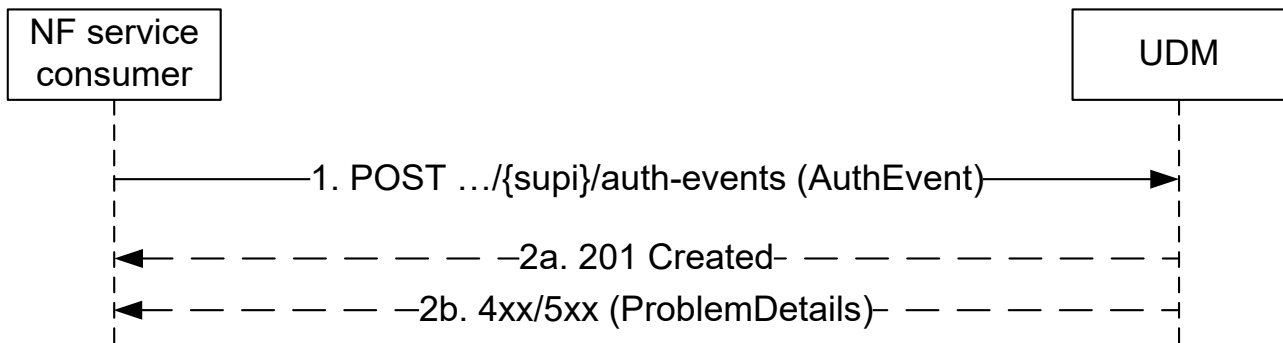 NF service
consumer
UDM
1. POST …/{supi}/auth-events (AuthEvent)
2a. 201 Created
2b. 4xx/5xx (ProblemDetails)